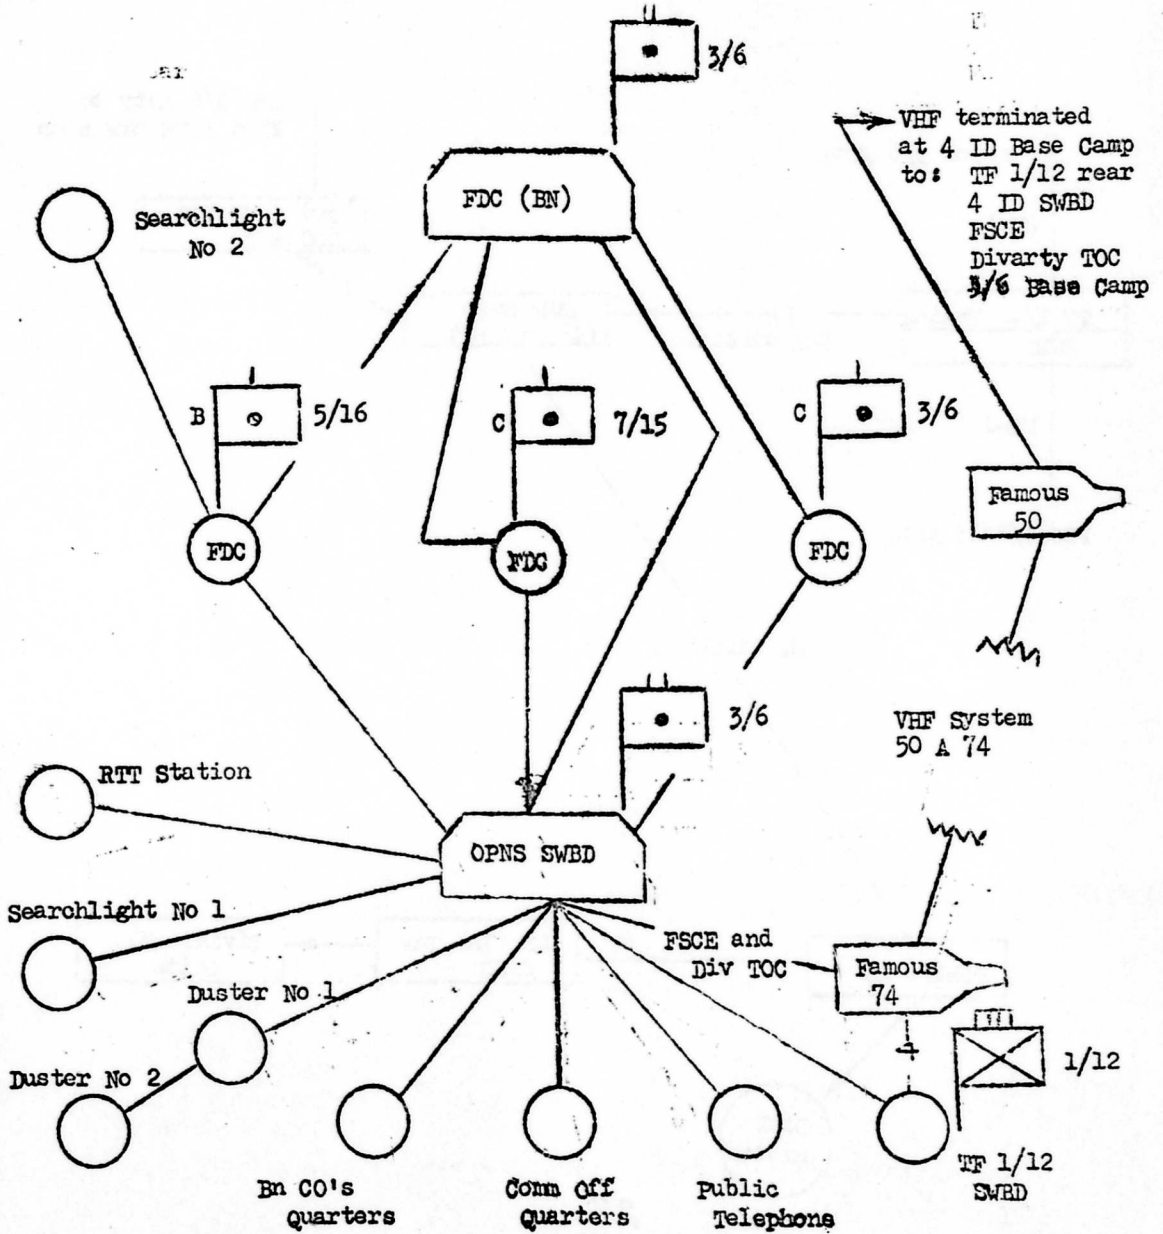 3/6
VHF terminated
at 4 ID Base Camp
to: TF 1/12 rear
4 ID SWBD
FSCE
Divarty TOC
3/6 Base Camp
FDC (BN)
Searchlight
No 2
B
5/16
C
7/15
C
3/6
Famous
50
FDC
FDC
FDC
3/6
VHF System
50 A 74
RTT Station
OPNS SWBD
Searchlight No 1
FSCE and
Div TOC
Famous
74
Duster No 1
4
1/12
Duster No 2
Bn CO's
Quarters
Comm Off
Quarters
Public
Telephone
TF 1/12
SWBD